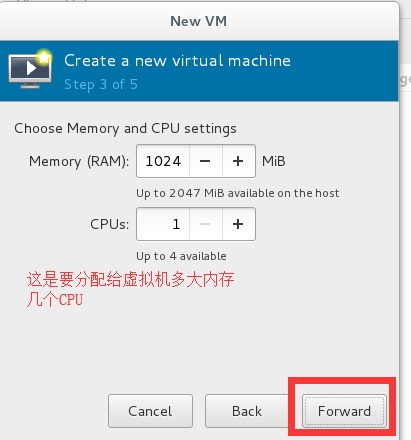 New VM
Create a new virtual machine
Step 3 of 5
Choose Memory and CPU settings
Memory (RAM): 1024 − + MiB
Up to 2047 MiB available on the host
CPUs: 1 − +
Up to 4 available
这是要分配给虚拟机多大内存
几个CPU
Cancel Back Forward